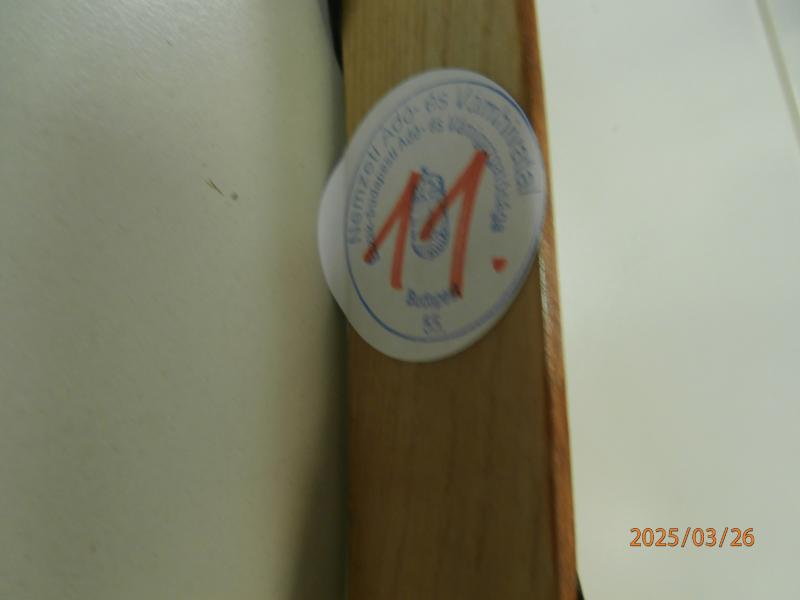 Nemzeti Adó- és Vámhivatal
Budapest
55.
11.
2025/03/26